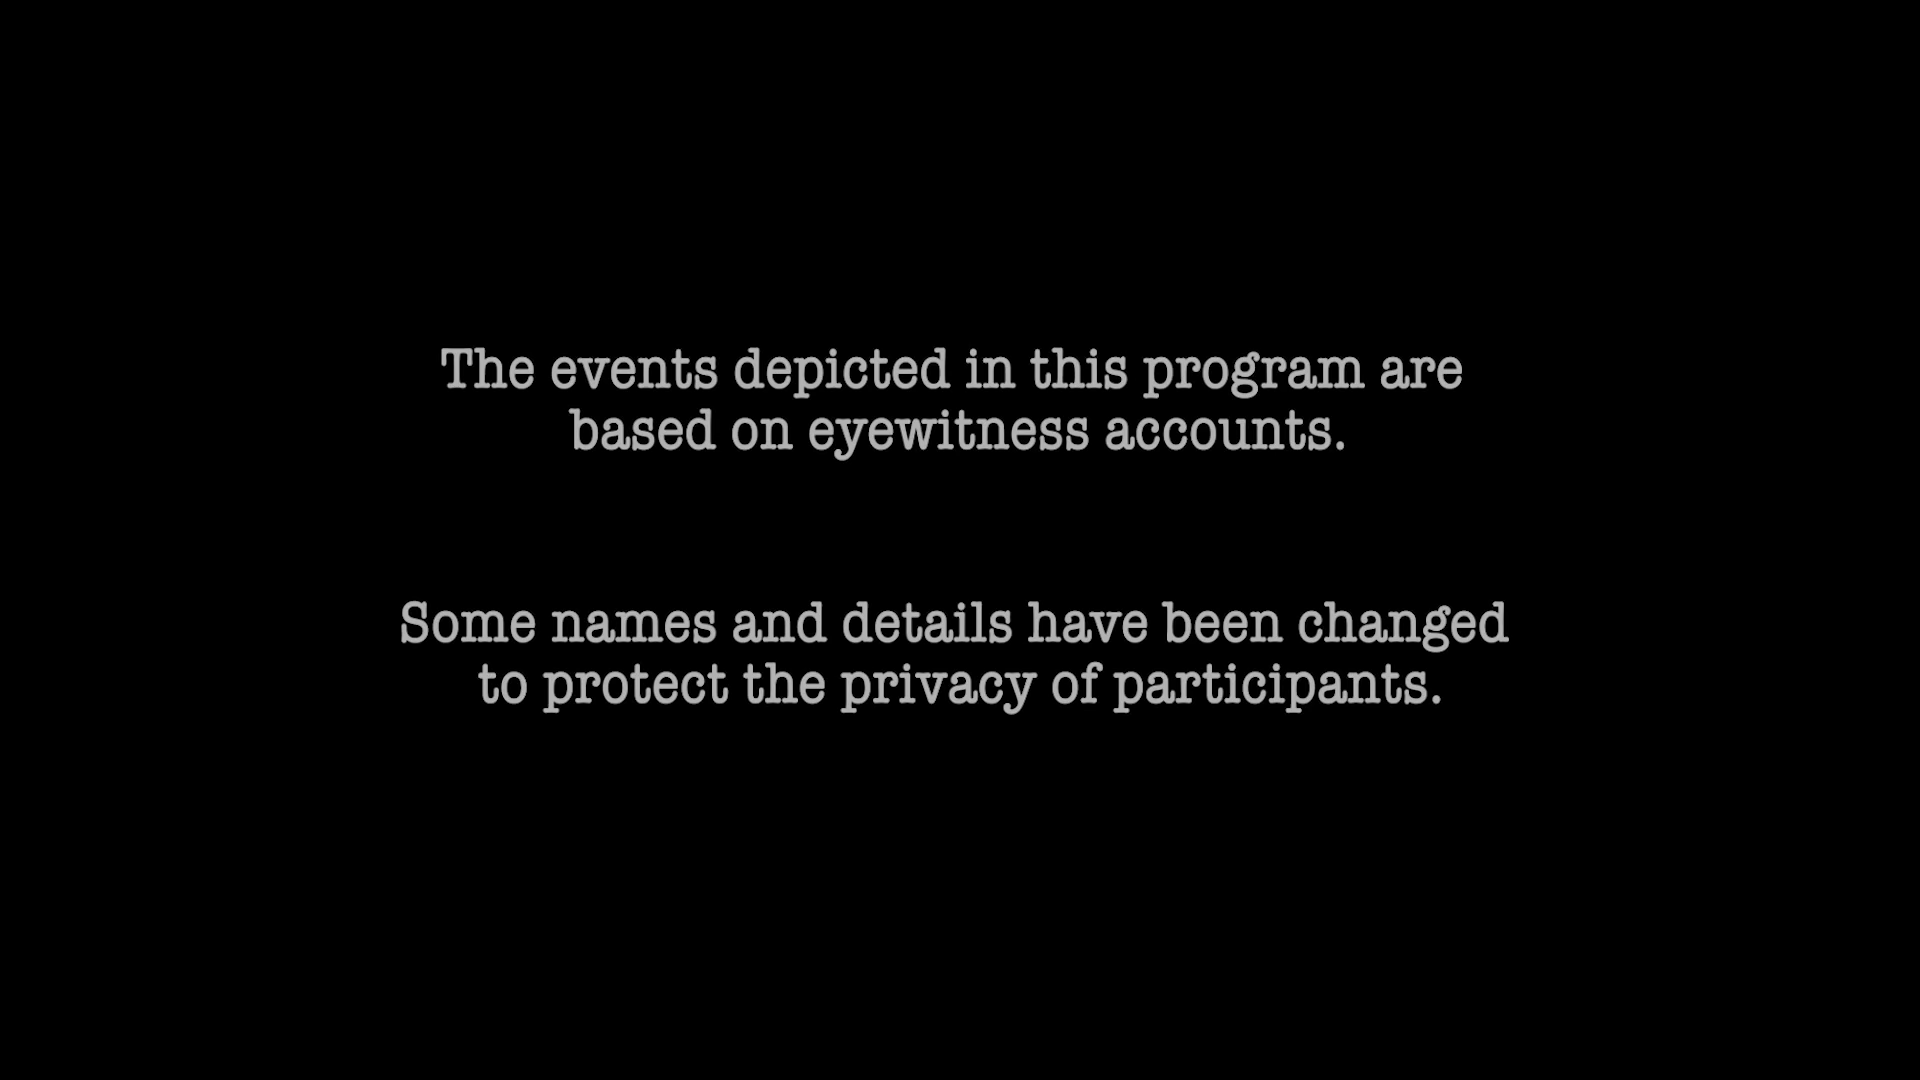 The events depicted in this program are
based on eyewitness accounts.
Some names and details have been changed
to protect the privacy of participants.